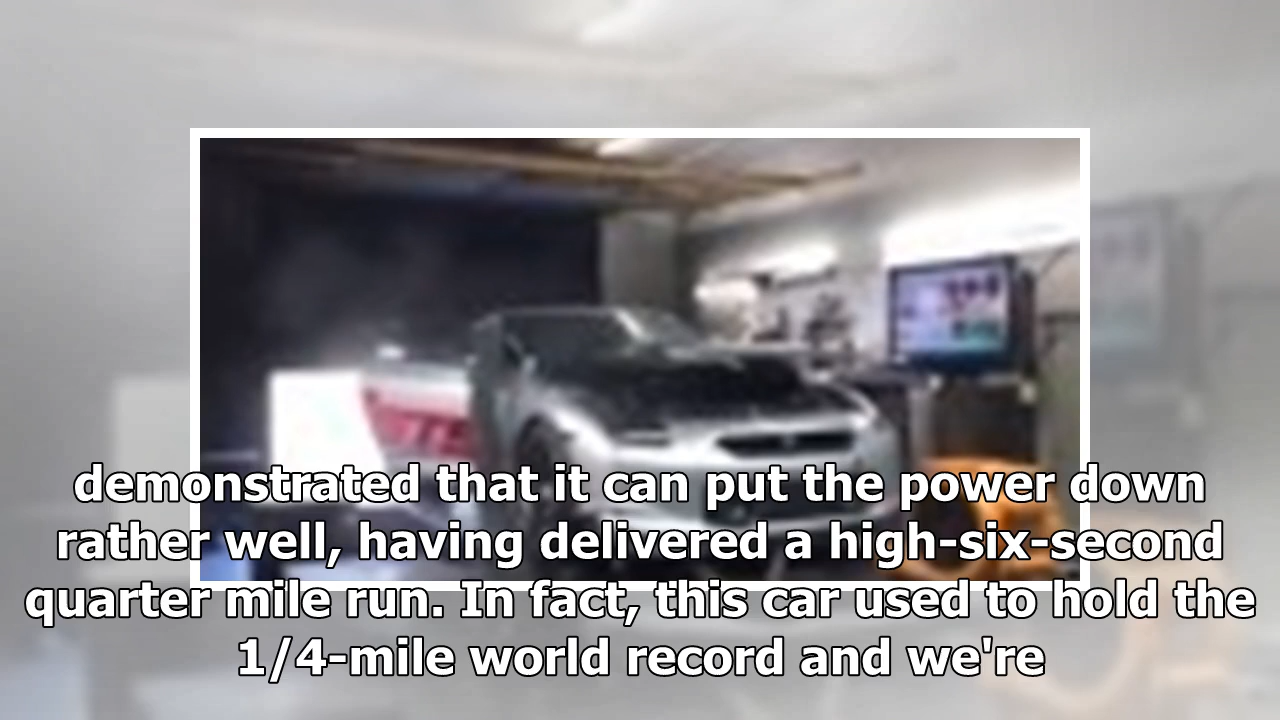 demonstrated that it can put the power down
rather well, having delivered a high-six-second
quarter mile run. In fact, this car used to hold the
1/4-mile world record and we're